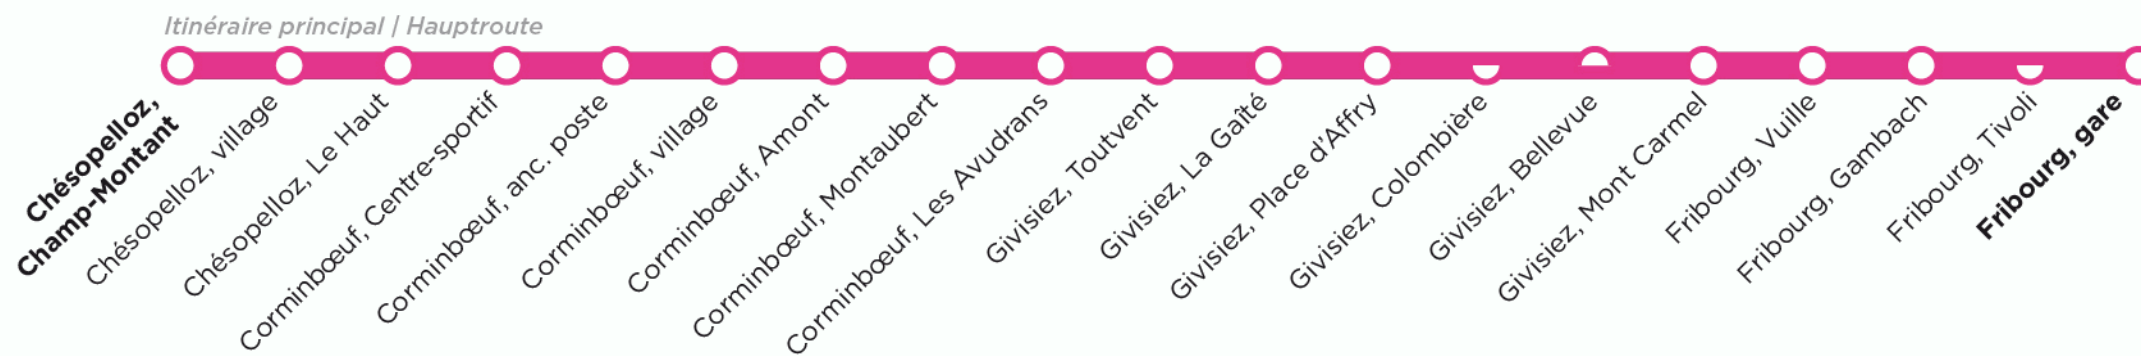 Itinéraire principal | Hauptroute
Chésopelloz,
Champ-Montant
Chésopelloz, village
Chésopelloz, Le Haut
Corminbœuf, Centre-sportif
Corminbœuf, anc. poste
Corminbœuf, village
Corminbœuf, Amont
Corminbœuf, Montaubert
Corminbœuf, Les Avudrans
Givisiez, Toutvent
Givisiez, La Gaîté
Givisiez, Place d'Affry
Givisiez, Colombière
Givisiez, Bellevue
Givisiez, Mont Carmel
Fribourg, Vuille
Fribourg, Gambach
Fribourg, Tivoli
Fribourg, gare